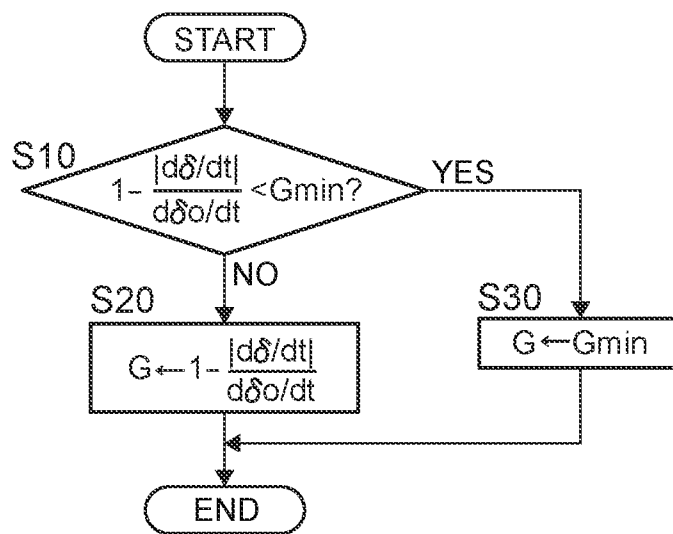 START
S10
1- |dδ/dt| / dδo/dt <Gmin?
YES
NO
S20
S30
G←1- |dδ/dt| / dδo/dt
G←Gmin
END